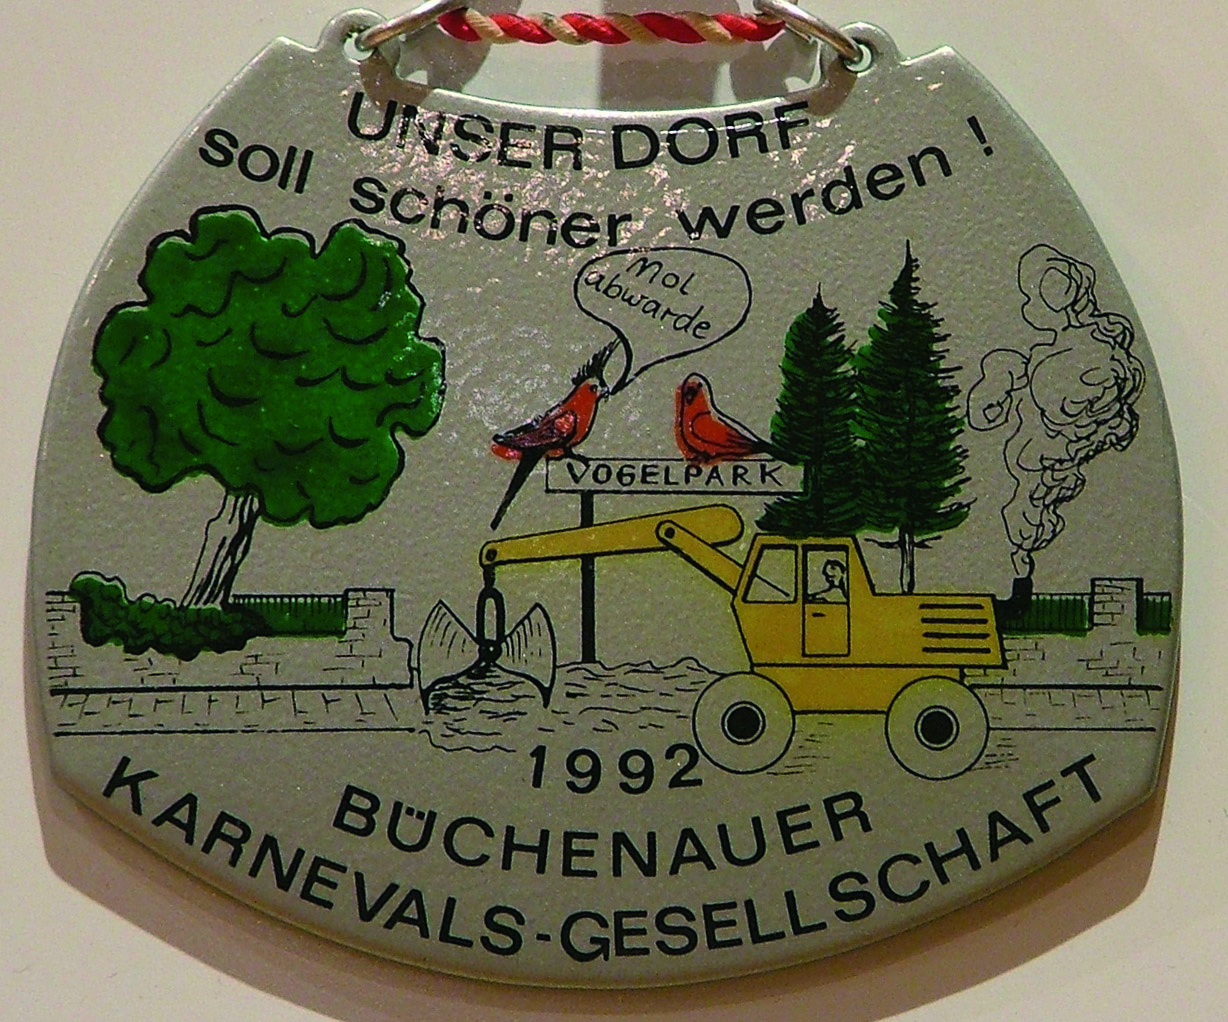 UNSER DORF
soll schöner werden !
Mol
abwarde
VOGELPARK
1992
BÜCHENAUER
KARNEVALS-GESELLSCHAFT